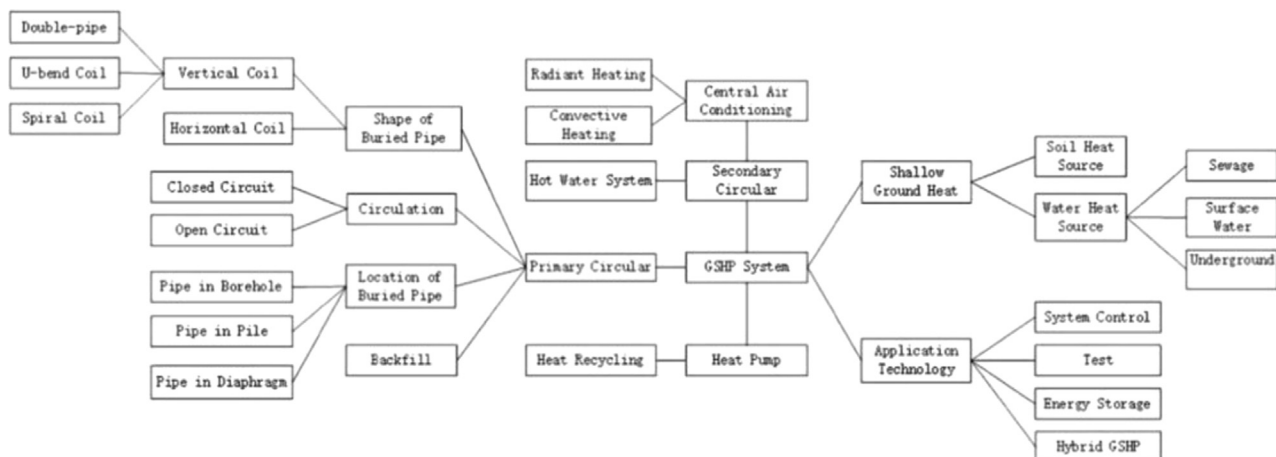 Double-pipe
U-bend Coil
Spiral Coil
Vertical Coil
Horizontal Coil
Shape of
Buried Pipe
Closed Circuit
Open Circuit
Circulation
Pipe in Borehole
Pipe in Pile
Pipe in Diaphragm
Location of
Buried Pipe
Backfill
Radiant Heating
Convective
Heating
Central Air
Conditioning
Hot Water System
Secondary
Circular
Primary Circular
GSHP System
Heat Recycling
Heat Pump
Shallow
Ground Heat
Soil Heat
Source
Water Heat
Source
Sewage
Surface
Water
Underground
Application
Technology
System Control
Test
Energy Storage
Hybrid GSHP